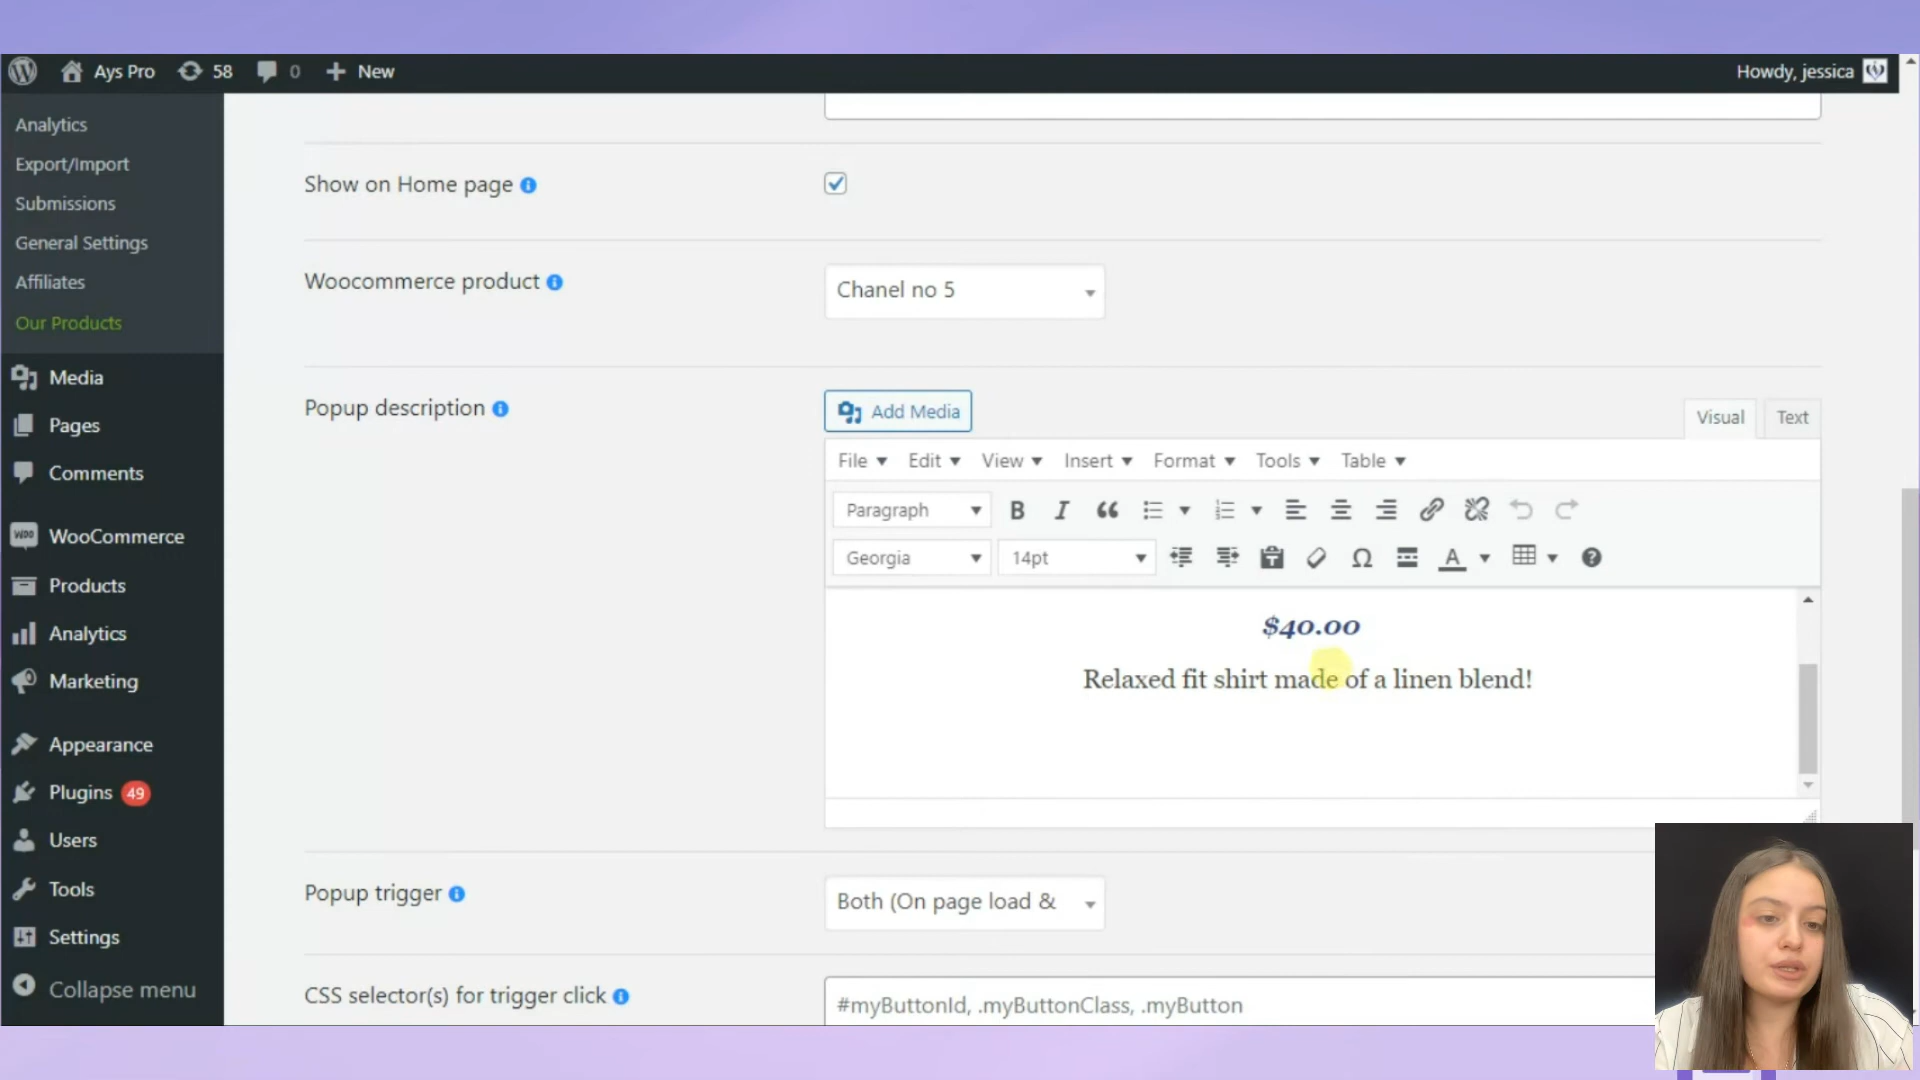 Ays Pro 58 0 New Howdy, jessica
Analytics
Export/Import
Submissions
General Settings
Affiliates
Our Products
Media
Pages
Comments
WooCommerce
Products
Analytics
Marketing
Appearance
Plugins 49
Users
Tools
Settings
Collapse menu
Show on Home page
Woocommerce product
Chanel no 5
Popup description
Add Media
Visual Text
File Edit View Insert Format Tools Table
Paragraph
Georgia 14pt
$40.00
Relaxed fit shirt made of a linen blend!
Popup trigger
Both (On page load &
CSS selector(s) for trigger click
#myButtonId, .myButtonClass, .myButton